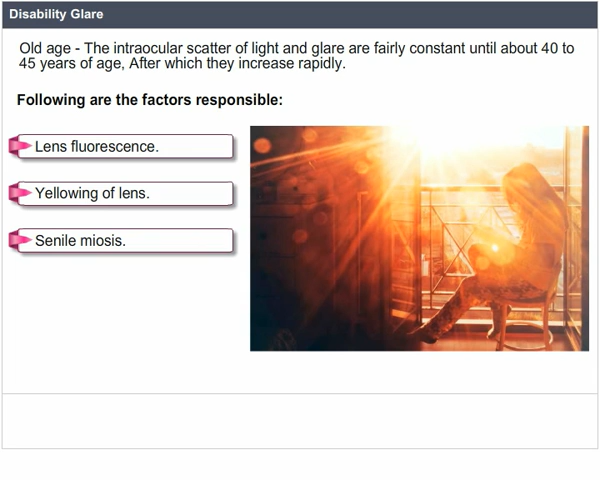 Disability Glare
Old age - The intraocular scatter of light and glare are fairly constant until about 40 to
45 years of age, After which they increase rapidly.
Following are the factors responsible:
Lens fluorescence.
Yellowing of lens.
Senile miosis.